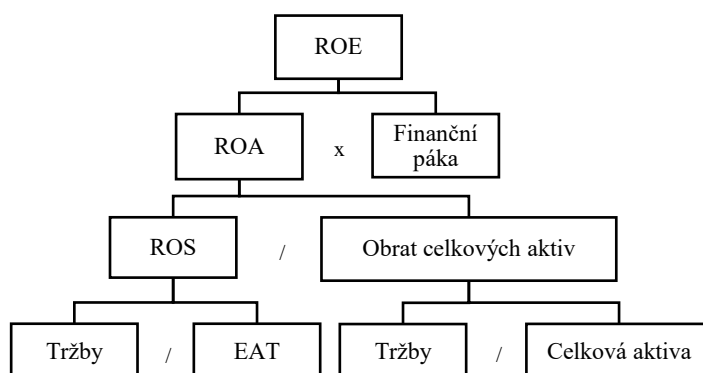 ROE
ROA
x
Finanční
páka
ROS
/
Obrat celkových aktiv
Tržby
/
EAT
Tržby
/
Celková aktiva